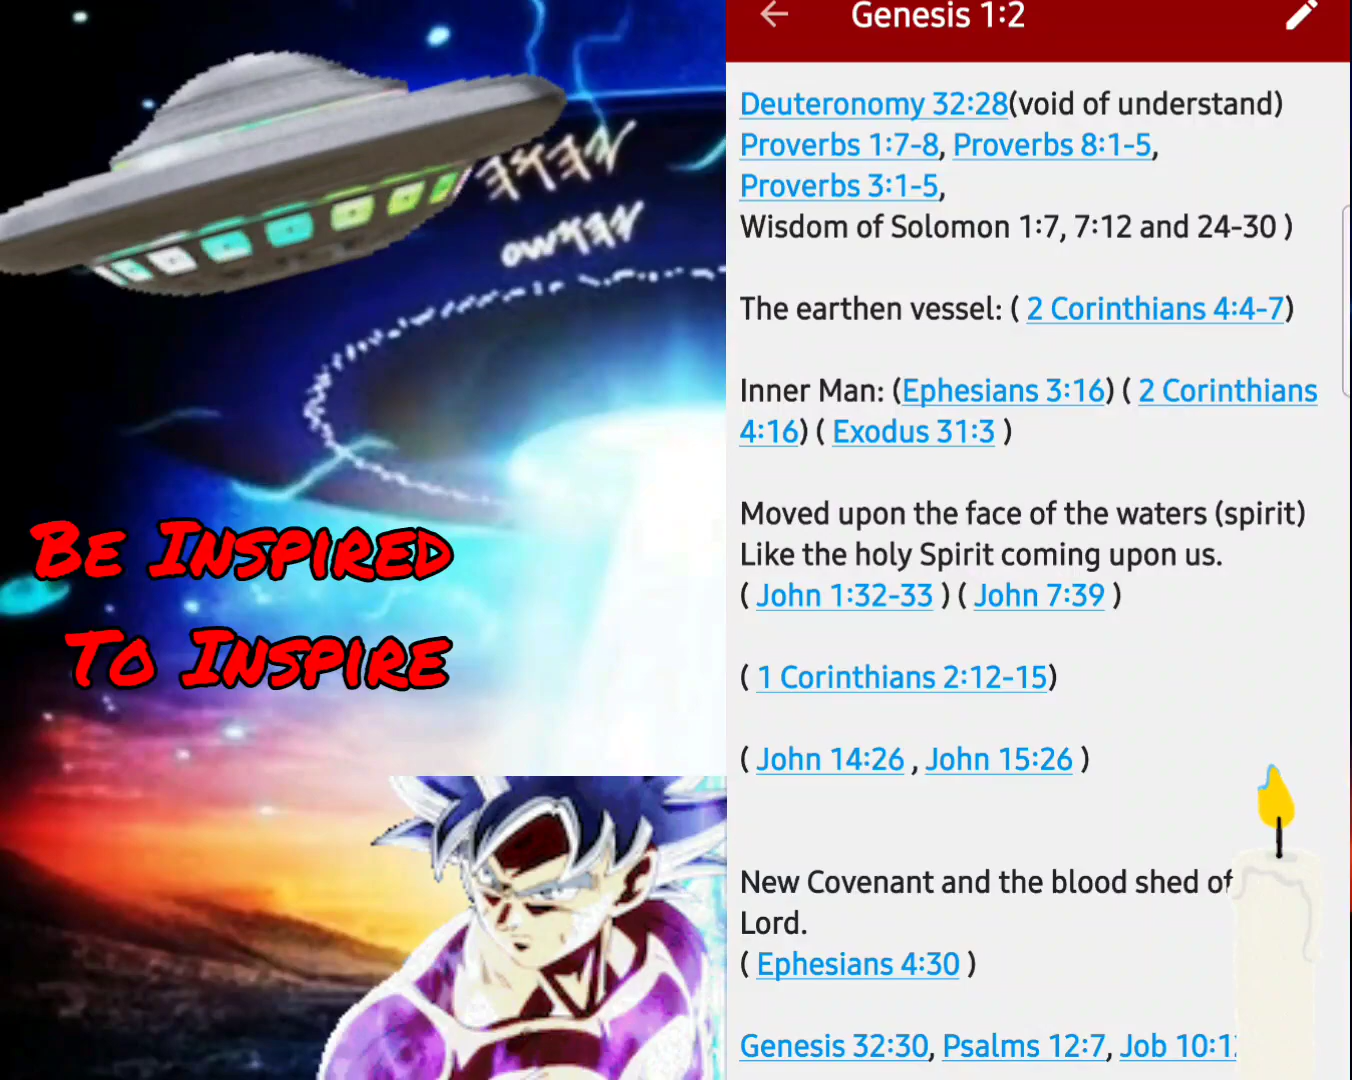 𐤉𐤄𐤅𐤄
𐤉𐤄𐤅𐤔𐤏
Be Inspired
To Inspire
Genesis 1:2
Deuteronomy 32:28(void of understand)
Proverbs 1:7-8, Proverbs 8:1-5,
Proverbs 3:1-5,
Wisdom of Solomon 1:7, 7:12 and 24-30 )
The earthen vessel: ( 2 Corinthians 4:4-7)
Inner Man: (Ephesians 3:16) ( 2 Corinthians
4:16) ( Exodus 31:3 )
Moved upon the face of the waters (spirit)
Like the holy Spirit coming upon us.
( John 1:32-33 ) ( John 7:39 )
( 1 Corinthians 2:12-15)
( John 14:26 , John 15:26 )
New Covenant and the blood shed of
Lord.
( Ephesians 4:30 )
Genesis 32:30, Psalms 12:7, Job